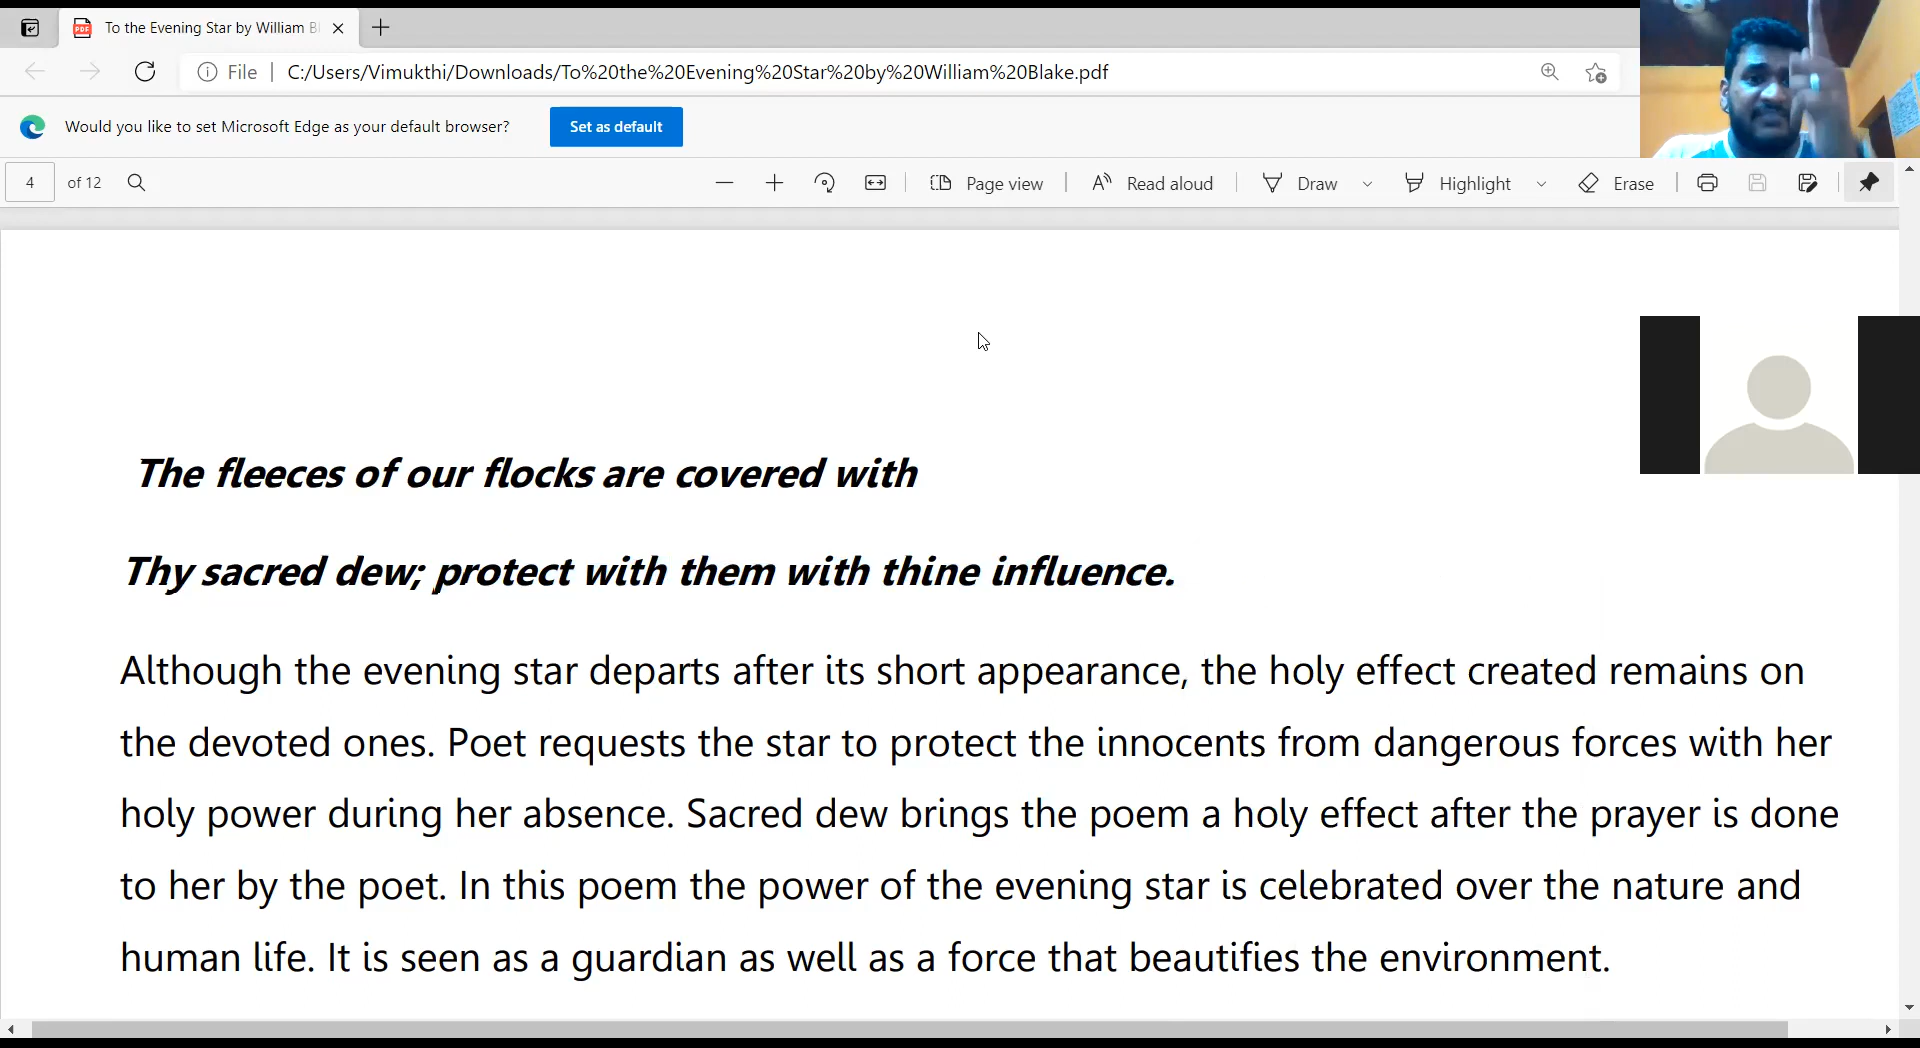 To the Evening Star by William B
File
C:/Users/Vimukthi/Downloads/To%20the%20Evening%20Star%20by%20William%20Blake.pdf
Would you like to set Microsoft Edge as your default browser?
Set as default
4 of 12
Page view
Read aloud
Draw
Highlight
Erase
The fleeces of our flocks are covered with
Thy sacred dew; protect with them with thine influence.
Although the evening star departs after its short appearance, the holy effect created remains on
the devoted ones. Poet requests the star to protect the innocents from dangerous forces with her
holy power during her absence. Sacred dew brings the poem a holy effect after the prayer is done
to her by the poet. In this poem the power of the evening star is celebrated over the nature and
human life. It is seen as a guardian as well as a force that beautifies the environment.